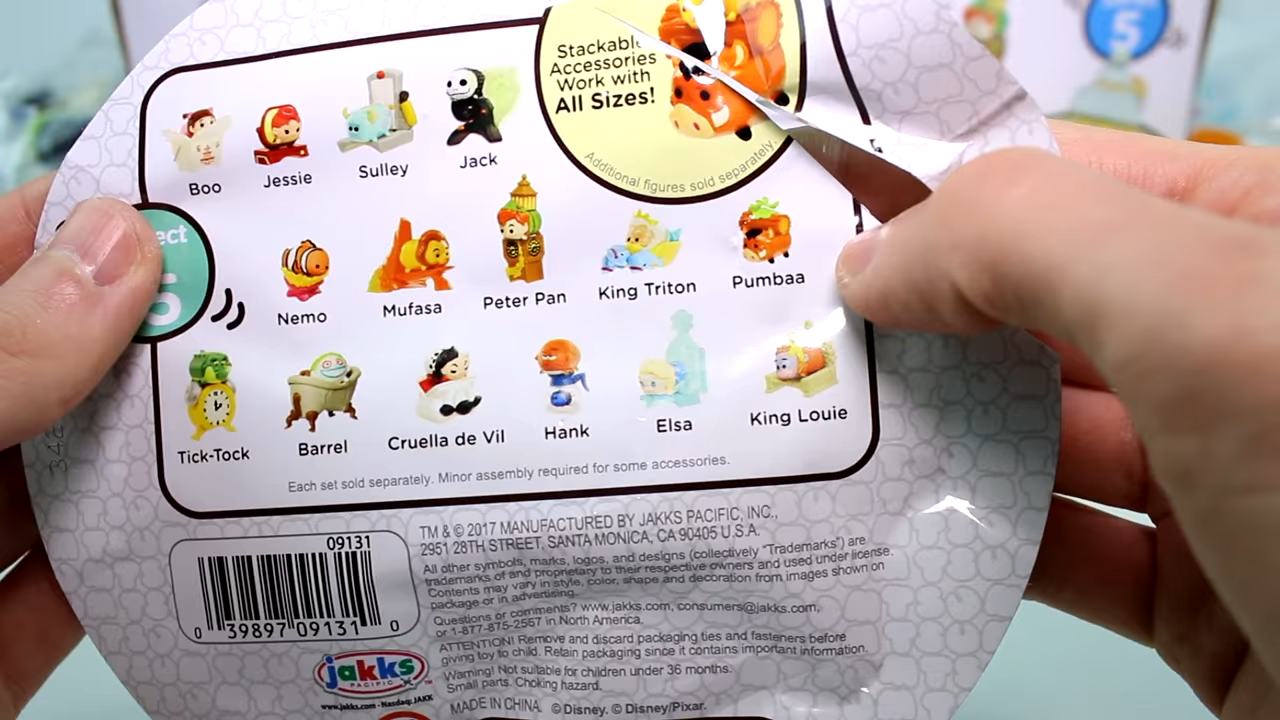 5
Stackable
Accessories
Work with
All Sizes!
Additional figures sold separately.
Boo
Jessie
Sulley
Jack
ect
5
Nemo
Mufasa
Peter Pan
King Triton
Pumbaa
Tick-Tock
Barrel
Cruella de Vil
Hank
Elsa
King Louie
Each set sold separately. Minor assembly required for some accessories.
09131
0 39897 09131 0
TM & © 2017 MANUFACTURED BY JAKKS PACIFIC, INC.,
2951 28TH STREET, SANTA MONICA, CA 90405 U.S.A.
All other symbols, marks, logos, and designs (collectively "Trademarks") are
trademarks of and proprietary to their respective owners and used under license.
Contents may vary in style, color, shape and decoration from images shown on
package or in advertising.
Questions or comments? www.jakks.com, consumers@jakks.com,
or 1-877-875-2557 in North America.
ATTENTION! Remove and discard packaging ties and fasteners before
giving toy to child. Retain packaging since it contains important information.
Warning! Not suitable for children under 36 months.
Small parts. Choking hazard.
MADE IN CHINA. © Disney. © Disney/Pixar.
jakks
PACIFIC
TM
www.jakks.com - Nasdaq: JAKK